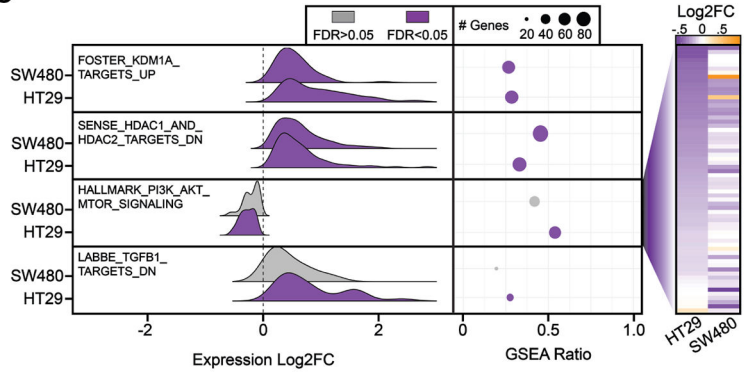 FDR>0.05 FDR<0.05
# Genes
20 40 60 80
Log2FC
-.5 0 .5
FOSTER_KDM1A_
TARGETS_UP
SW480
HT29
SENSE_HDAC1_AND_
HDAC2_TARGETS_DN
SW480
HT29
HALLMARK_PI3K_AKT_
MTOR_SIGNALING
SW480
HT29
LABBE_TGFB1_
TARGETS_DN
SW480
HT29
-2 0 2
Expression Log2FC
0 0.5 1.0
GSEA Ratio
HT29 SW480